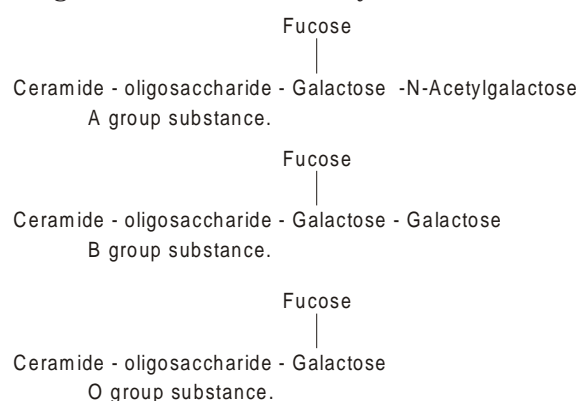 Fucose
Ceramide - oligosaccharide - Galactose -N-Acetylgalactose
A group substance.
Fucose
Ceramide - oligosaccharide - Galactose - Galactose
B group substance.
Fucose
Ceramide - oligosaccharide - Galactose
O group substance.